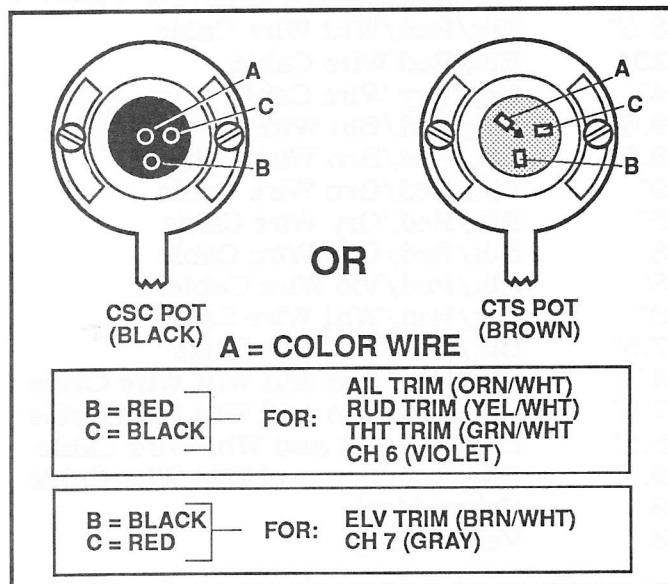 A
C
B
A
C
B
OR
CSC POT
(BLACK)
CTS POT
(BROWN)
A = COLOR WIRE
B = RED
C = BLACK
FOR:
AIL TRIM (ORN/WHT)
RUD TRIM (YEL/WHT)
THT TRIM (GRN/WHT
CH 6 (VIOLET)
B = BLACK
C = RED
FOR:
ELV TRIM (BRN/WHT)
CH 7 (GRAY)